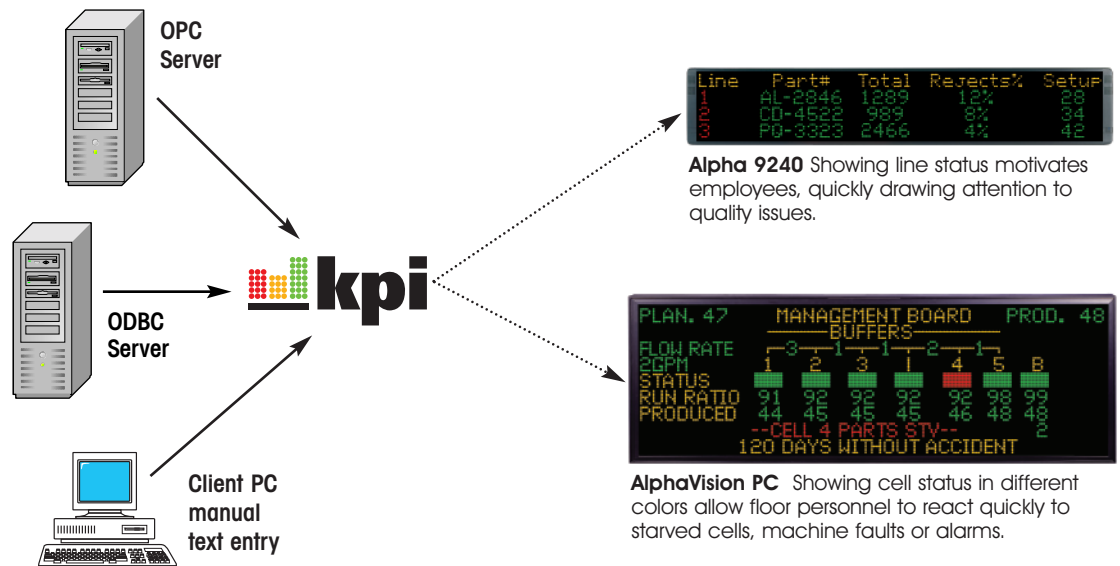 OPC
Server
ODBC
Server
Client PC
manual
text entry
kpi
Line Part# Total Rejects% Setup
1 AL-2846 1289 12% 28
2 CD-4522 989 8% 34
3 PQ-3323 2466 4% 42
Alpha 9240 Showing line status motivates
employees, quickly drawing attention to
quality issues.
PLAN. 47 MANAGEMENT BOARD PROD. 48
BUFFERS
FLOW RATE 3 1 1 2 1
2GPM 1 2 3 I 4 5 B
STATUS
RUN RATIO 91 92 92 92 92 98 99
PRODUCED 44 45 45 45 46 48 48
--CELL 4 PARTS STV-- 2
120 DAYS WITHOUT ACCIDENT
AlphaVision PC Showing cell status in different
colors allow floor personnel to react quickly to
starved cells, machine faults or alarms.